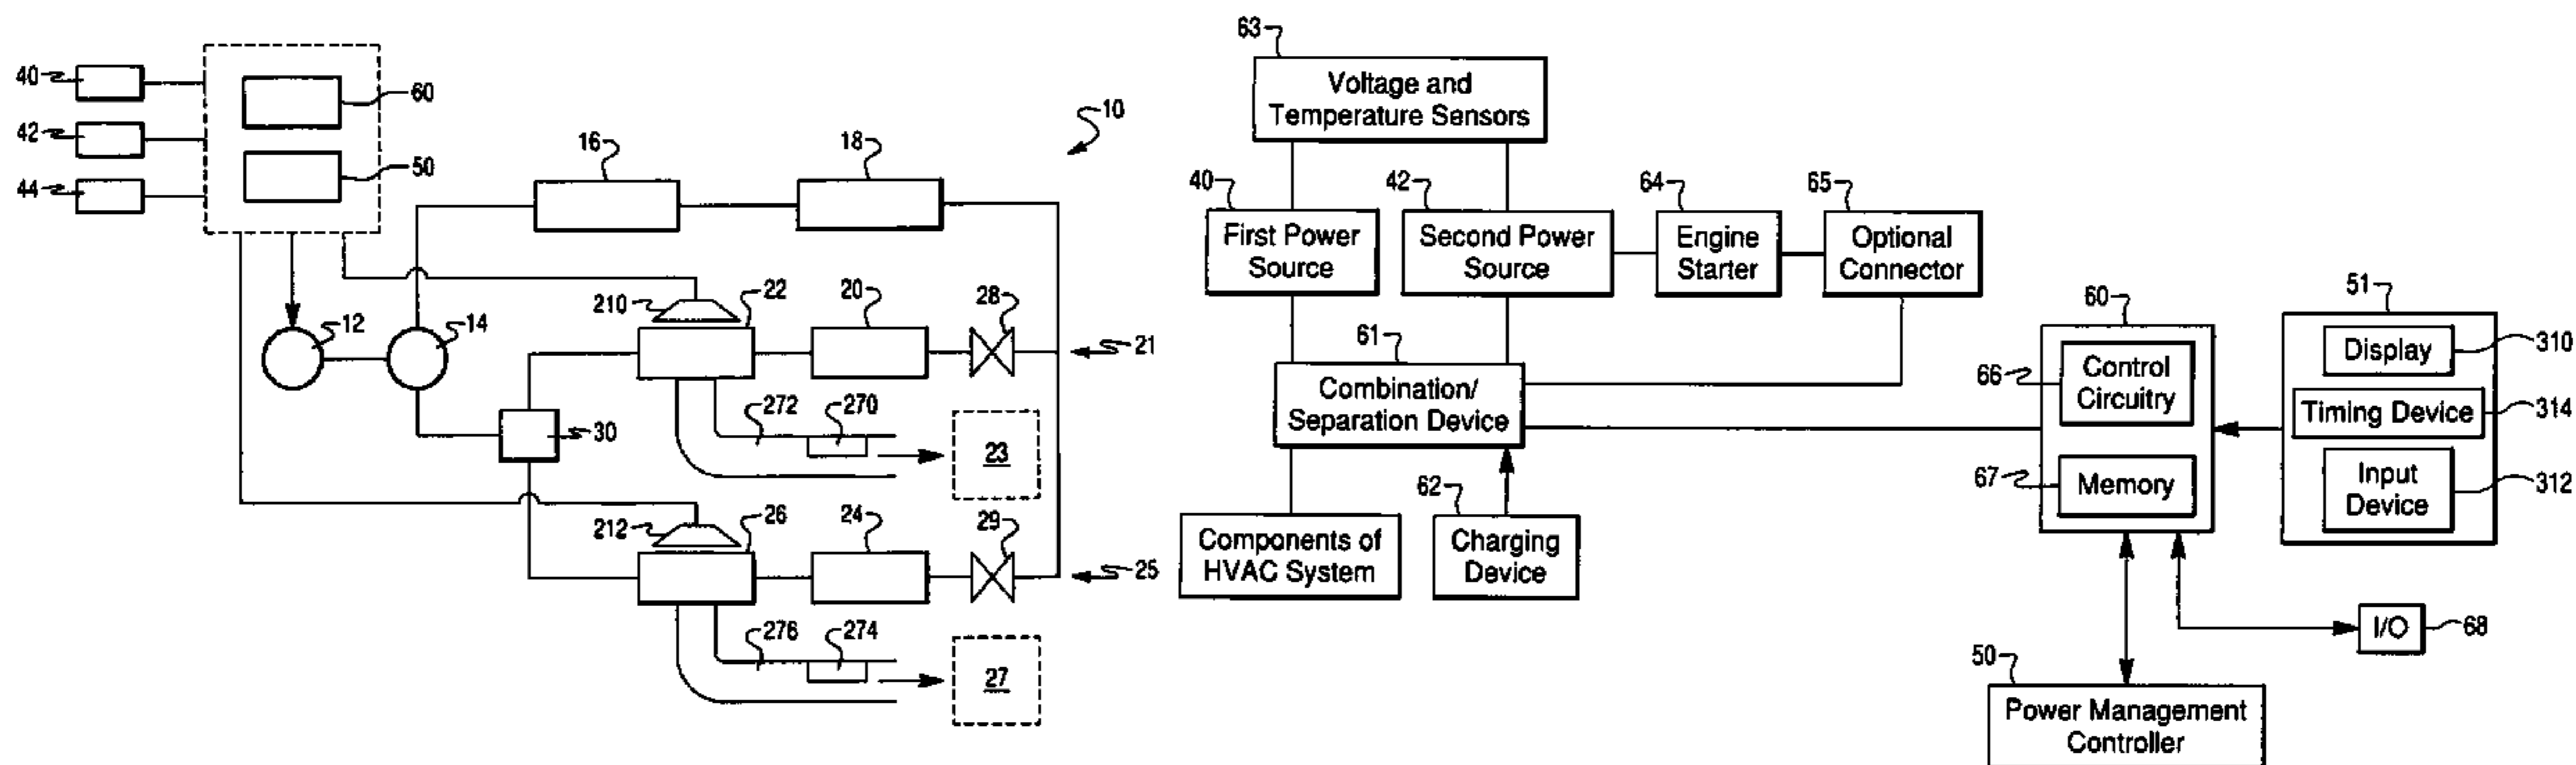 40
42
44
60
50
16
18
10
12
14
210
22
20
28
21
30
272
270
23
212
26
24
29
25
276
274
27
63
Voltage and
Temperature Sensors
40
First Power
Source
42
Second Power
Source
64
Engine
Starter
65
Optional
Connector
61
Combination/
Separation Device
Components of
HVAC System
62
Charging
Device
60
66
Control
Circuitry
67
Memory
51
Display
310
Timing Device
314
Input
Device
312
I/O
68
50
Power Management
Controller